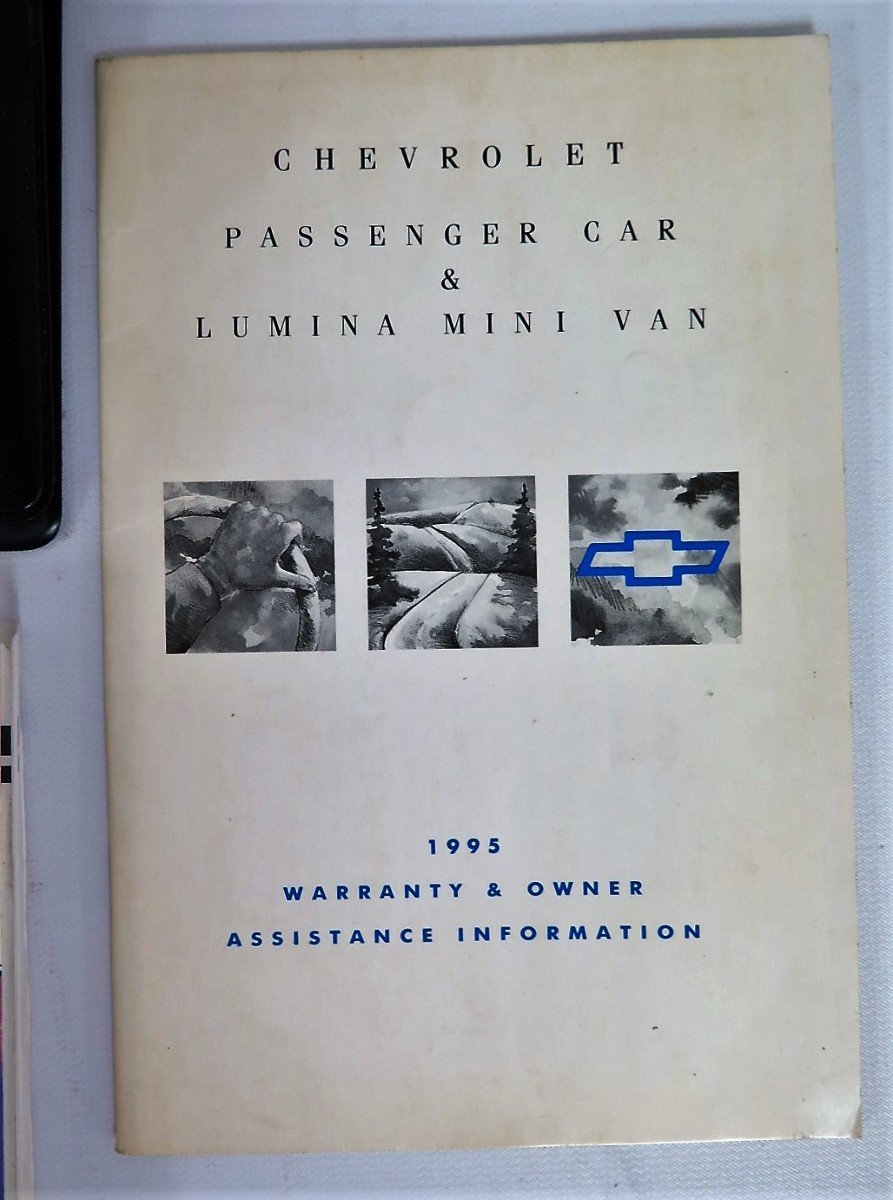 CHEVROLET
PASSENGER CAR
&
LUMINA MINI VAN
1995
WARRANTY & OWNER
ASSISTANCE INFORMATION